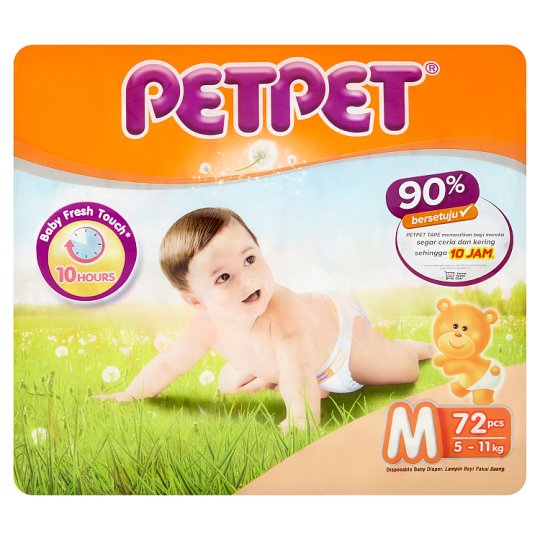 PETPET®
Baby Fresh Touch*
10 HOURS
90%
bersetuju
PETPET TAPE memastikan bayi mereka
segar ceria dan kering
sehingga 10 JAM
M
72 pcs
5 - 11 kg
Disposable Baby Diaper. Lampin Bayi Pakai Buang.